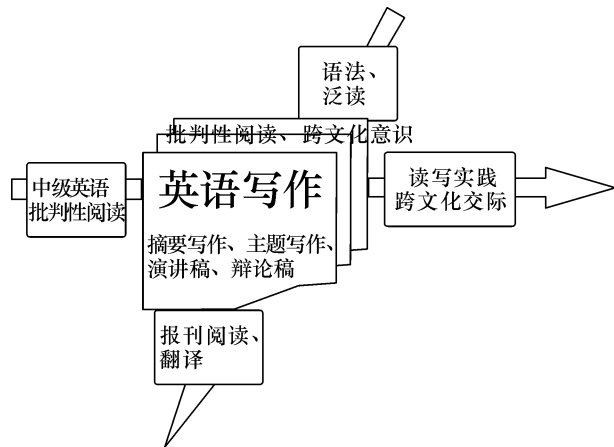 语法、
泛读
批判性阅读、跨文化意识
中级英语
批判性阅读
英语写作
摘要写作、主题写作、
演讲稿、辩论稿
读写实践
跨文化交际
报刊阅读、
翻译